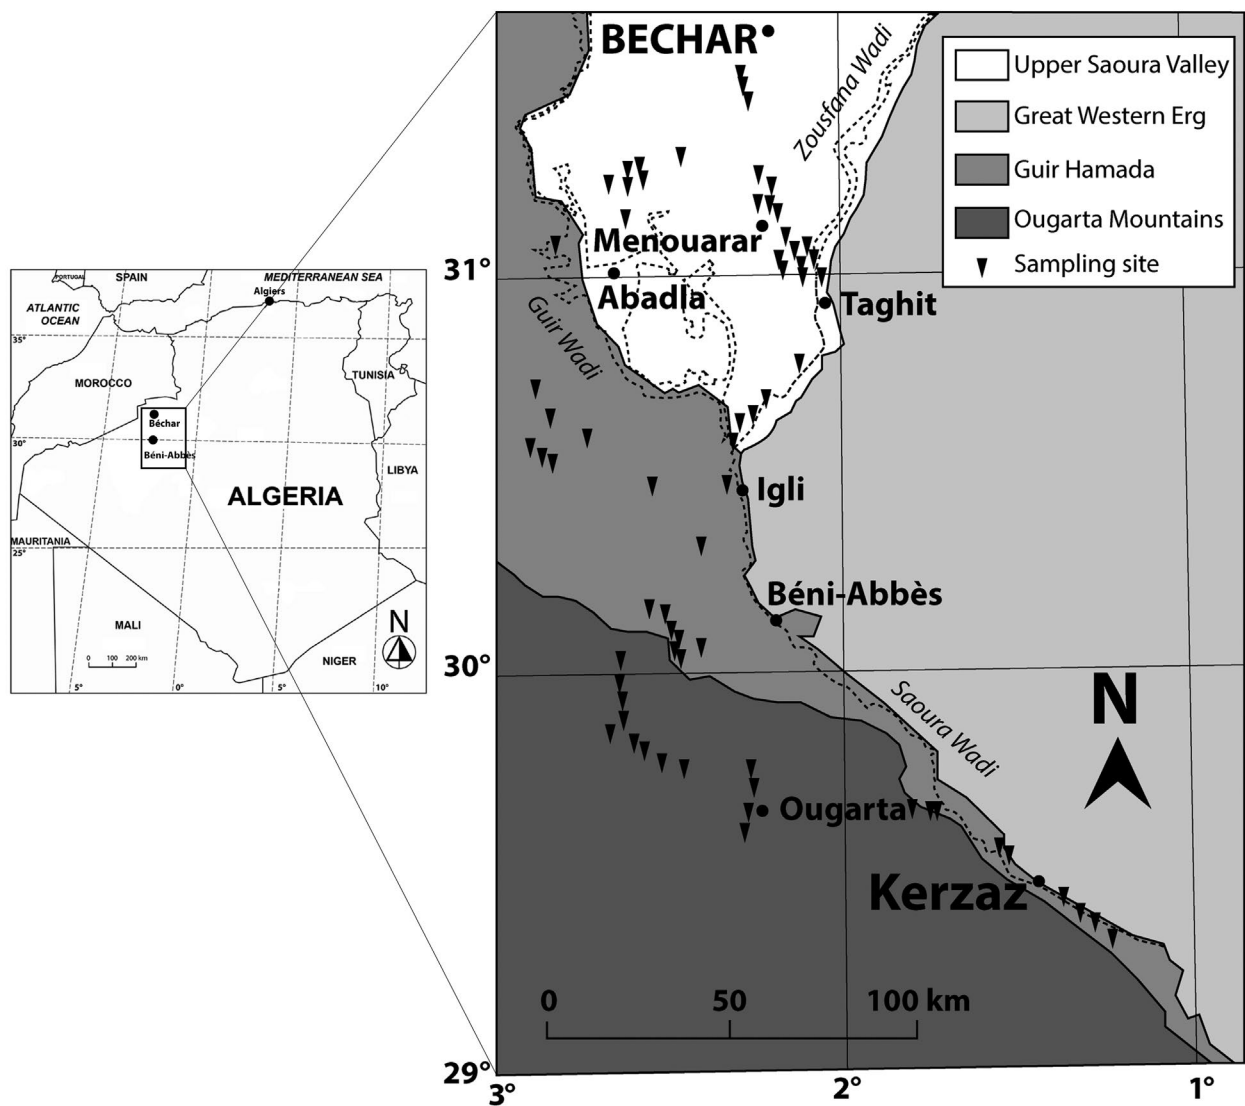 PORTUGAL
SPAIN
MEDITERRANEAN SEA
Algiers
ATLANTIC
OCEAN
35°
MOROCCO
TUNISIA
Béchar
30°
Béni-Abbès
LIBYA
ALGERIA
MAURITANIA
25°
MALI
N
0 100 200 km
NIGER
5° 0° 5° 10°
BECHAR
Zousfana Wadi
Upper Saoura Valley
Great Western Erg
Guir Hamada
Ougarta Mountains
Sampling site
Menouarar
31°
Abadla
Taghit
Guir Wadi
Igli
Béni-Abbès
30°
Saoura Wadi
N
Ougarta
Kerzaz
0 50 100 km
29°
3° 2° 1°